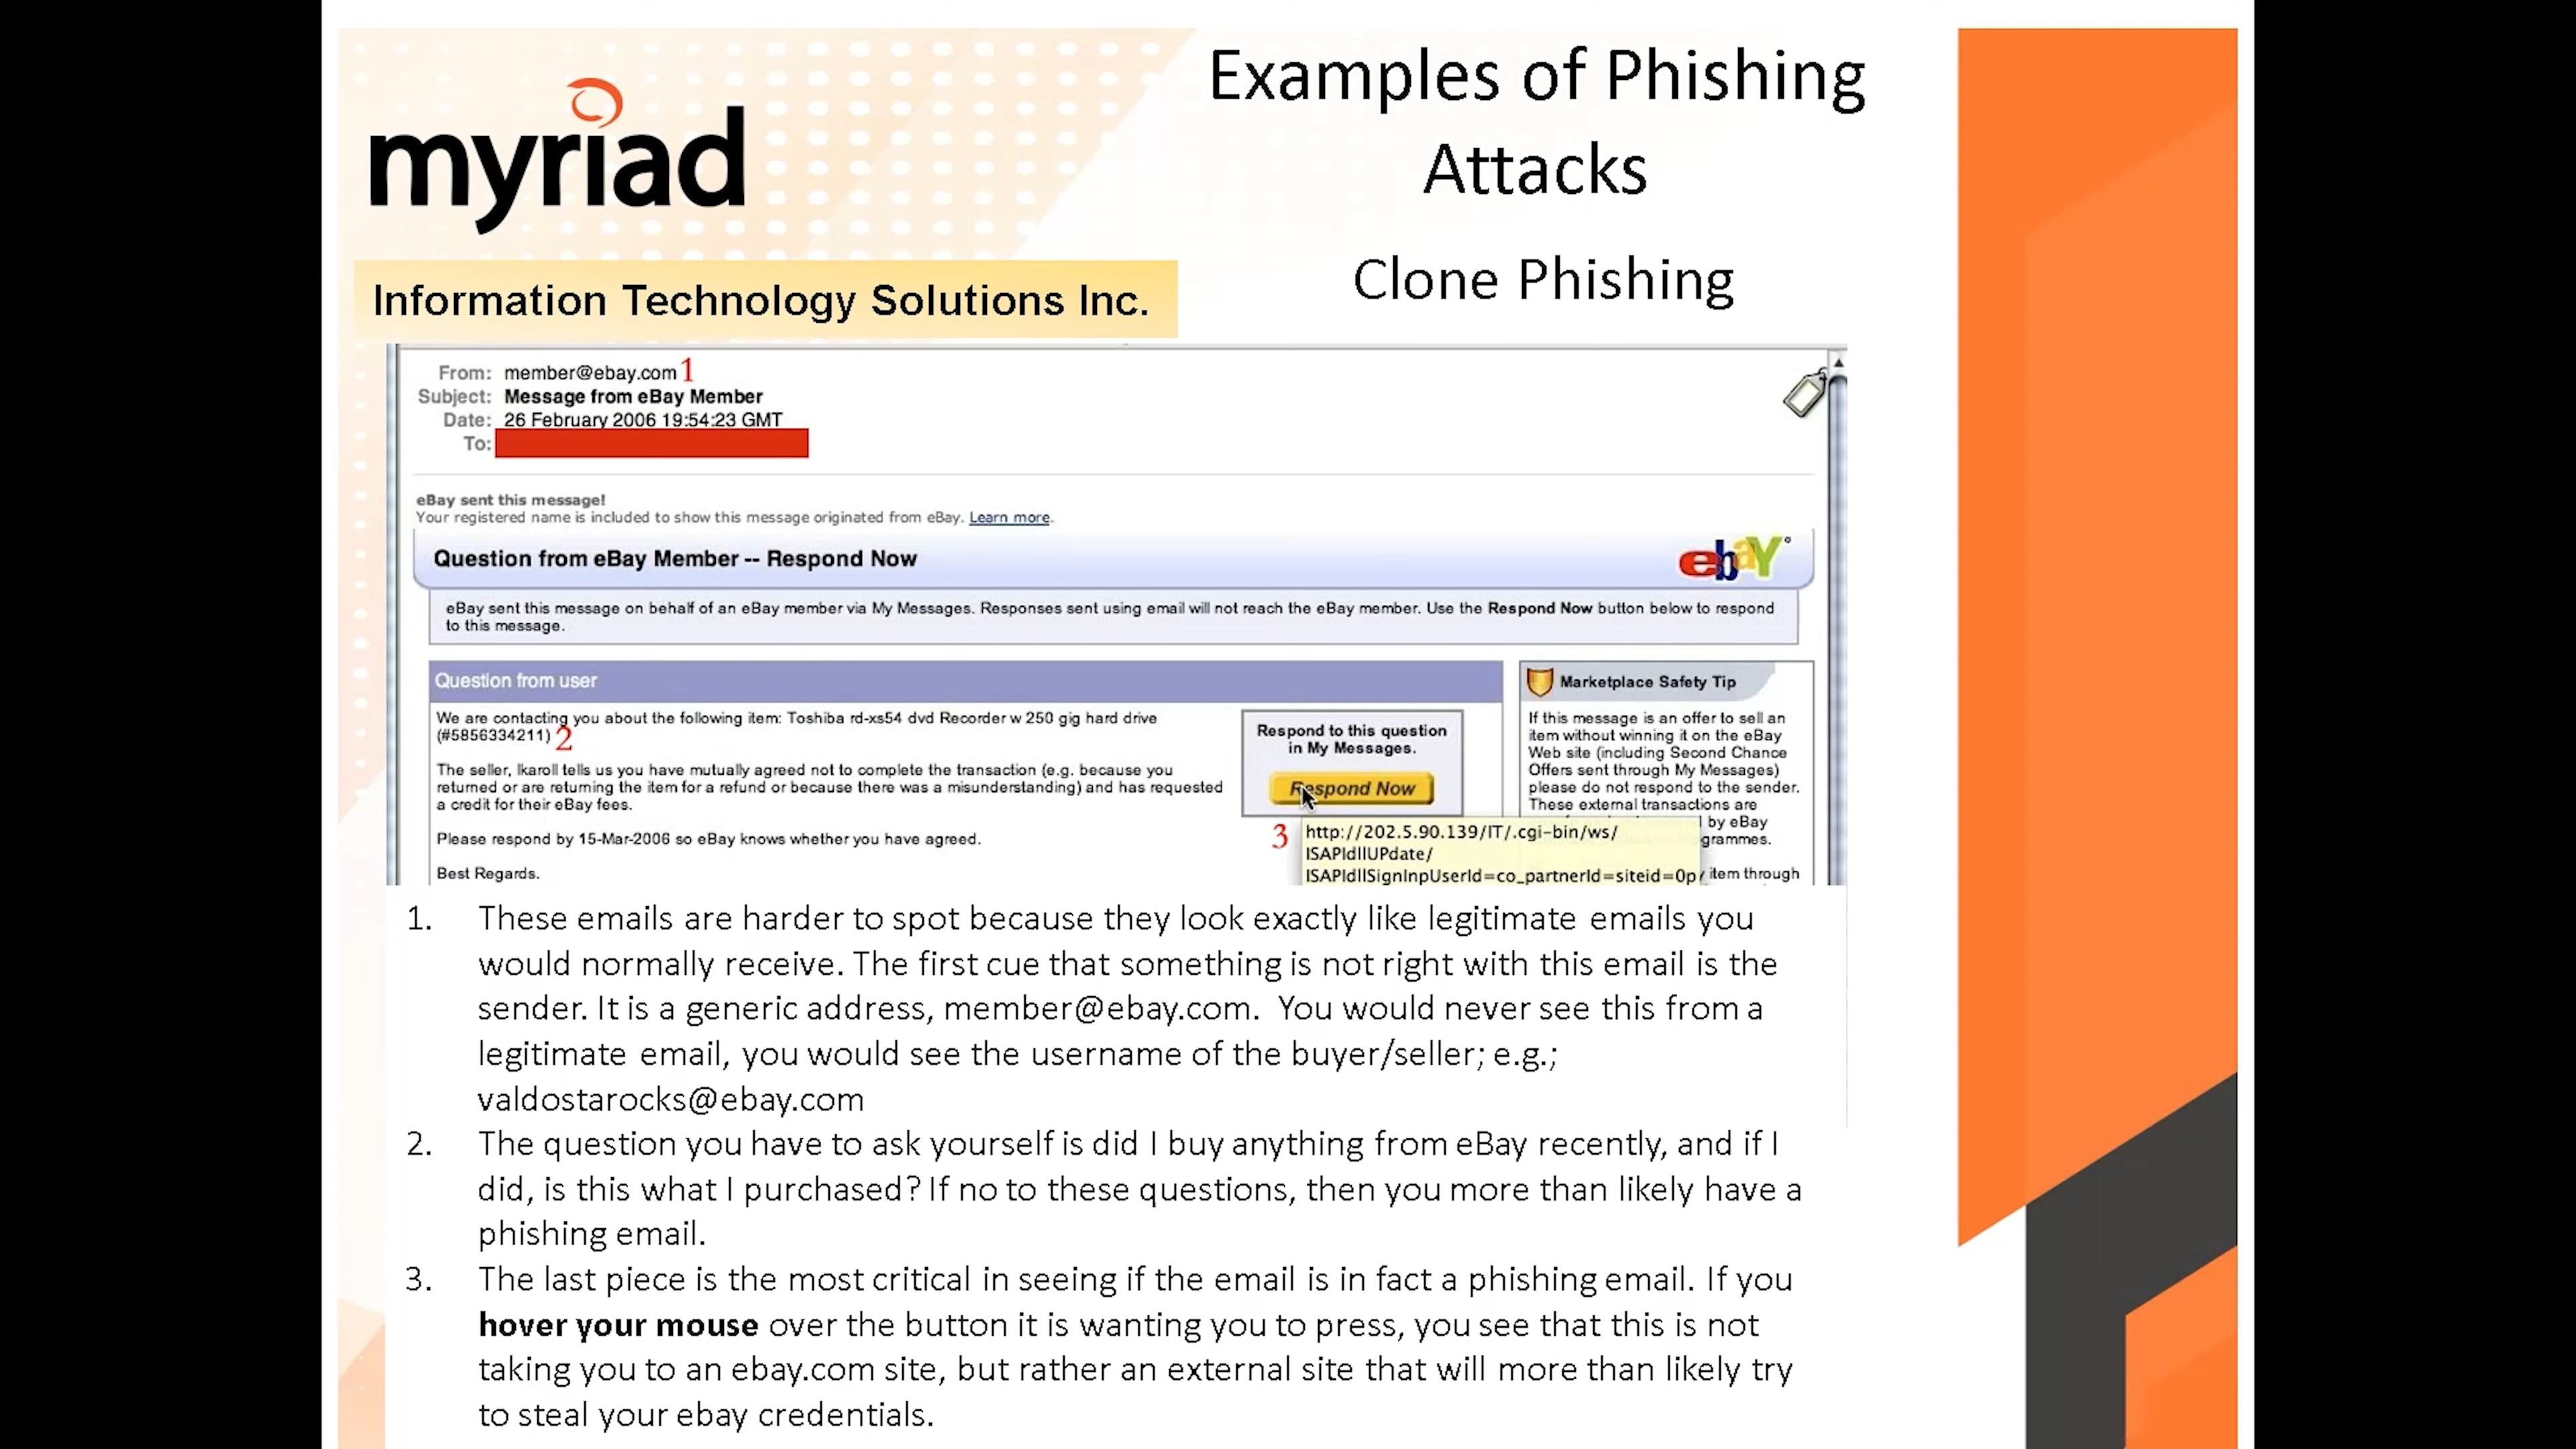 Examples of Phishing
Attacks
Clone Phishing
myriad
Information Technology Solutions Inc.
From: member@ebay.com 1
Subject: Message from eBay Member
Date: 26 February 2006 19:54:23 GMT
To:
eBay sent this message!
Your registered name is included to show this message originated from eBay. Learn more.
Question from eBay Member -- Respond Now
ebay
eBay sent this message on behalf of an eBay member via My Messages. Responses sent using email will not reach the eBay member. Use the Respond Now button below to respond
to this message.
Question from user
We are contacting you about the following item: Toshiba rd-xs54 dvd Recorder w 250 gig hard drive
(#5856334211) 2
The seller, lkaroll tells us you have mutually agreed not to complete the transaction (e.g. because you
returned or are returning the item for a refund or because there was a misunderstanding) and has requested
a credit for their eBay fees.
Please respond by 15-Mar-2006 so eBay knows whether you have agreed.
Best Regards.
Respond to this question
in My Messages.
Respond Now
3
http://202.5.90.139/IT/.cgi-bin/ws/
ISAPIdllUPdate/
ISAPIdllSignInpUserId=co_partnerId=siteid=0p/
Marketplace Safety Tip
If this message is an offer to sell an
item without winning it on the eBay
Web site (including Second Chance
Offers sent through My Messages)
please do not respond to the sender.
These external transactions are
by eBay
grammes.
item through
1. These emails are harder to spot because they look exactly like legitimate emails you
would normally receive. The first cue that something is not right with this email is the
sender. It is a generic address, member@ebay.com. You would never see this from a
legitimate email, you would see the username of the buyer/seller; e.g.;
valdostarocks@ebay.com
2. The question you have to ask yourself is did I buy anything from eBay recently, and if I
did, is this what I purchased? If no to these questions, then you more than likely have a
phishing email.
3. The last piece is the most critical in seeing if the email is in fact a phishing email. If you
hover your mouse over the button it is wanting you to press, you see that this is not
taking you to an ebay.com site, but rather an external site that will more than likely try
to steal your ebay credentials.